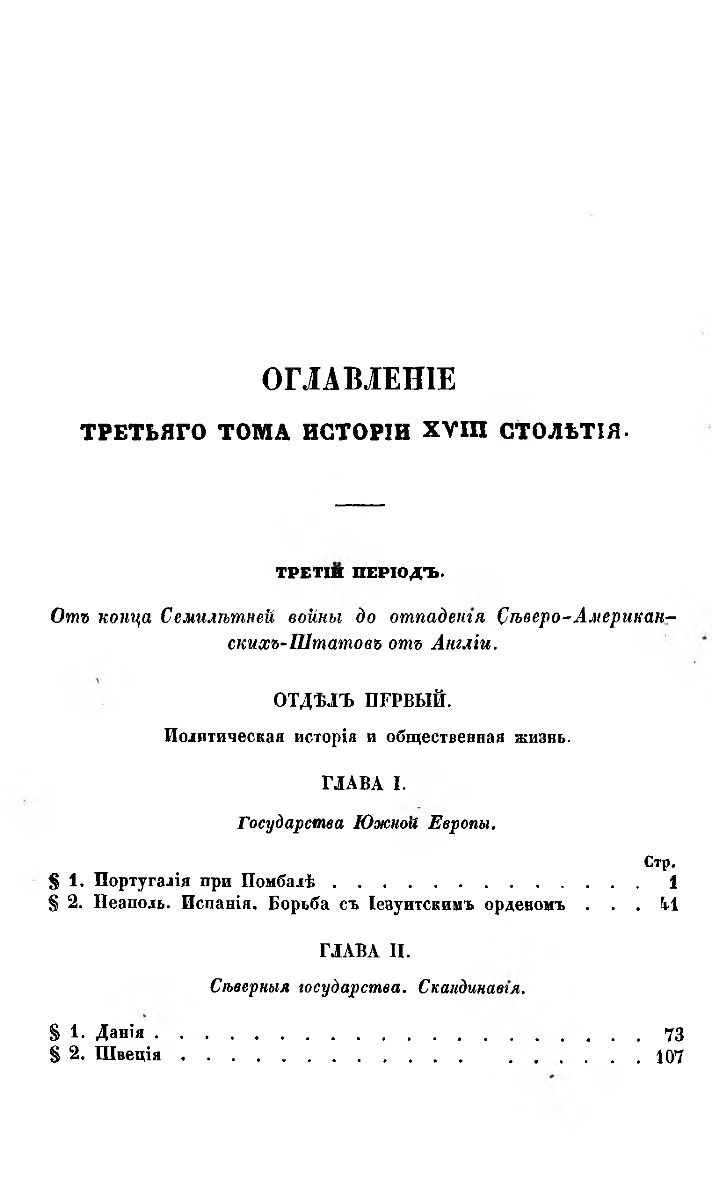 ОГЛАВЛЕНІЕ
ТРЕТЬЯГО ТОМА ИСТОРІИ XVIII СТОЛѢТІЯ.
ТРЕТІЙ ПЕРІОДЪ.
Отъ конца Семилѣтней войны до отпаденія Сѣверо-Американ-
скихъ-Штатовъ отъ Англіи.
ОТДѢЛЪ ПЕРВЫЙ.
Политическая исторія и общественная жизнь.
ГЛАВА I.
Государства Южной Европы.
Стр.
§ 1. Португалія при Помбалѣ . . . . . . . . . . . . . 1
§ 2. Неаполь. Испанія. Борьба съ Іезуитскимъ орденомъ . . . 41
ГЛАВА II.
Сѣверныя государства. Скандинавія.
§ 1. Данія . . . . . . . . . . . . . . . . . . . . 73
§ 2. Швеція . . . . . . . . . . . . . . . . . . 107